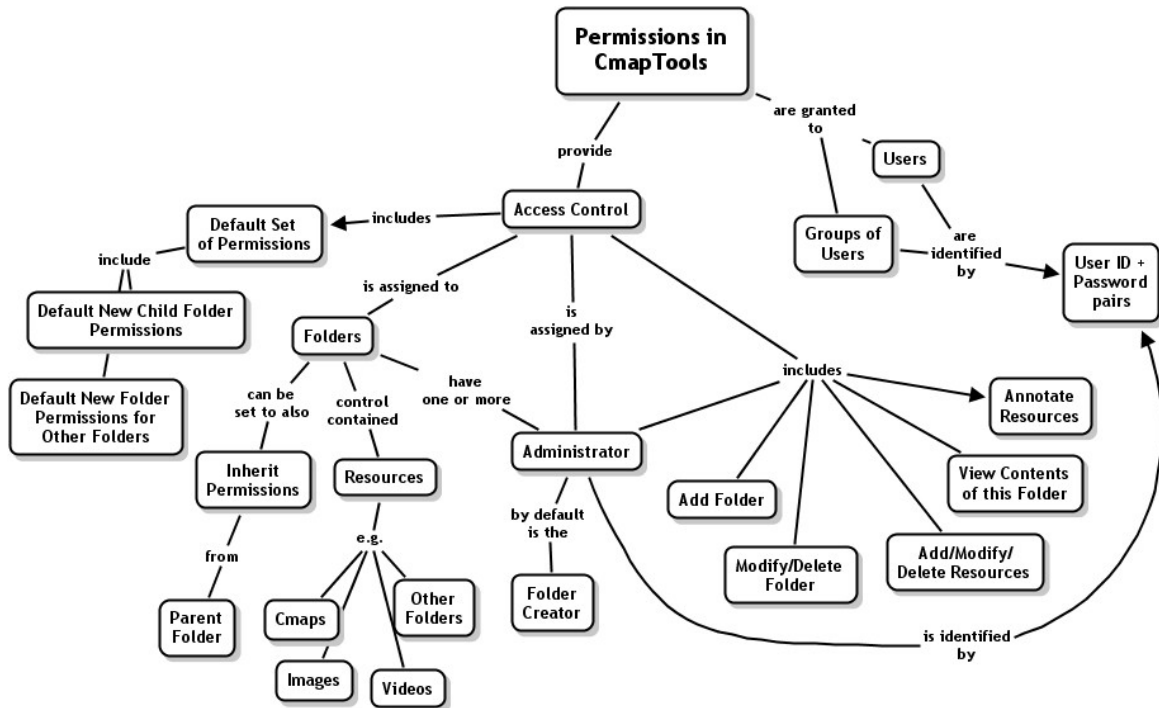 Permissions in
CmapTools
are granted
to
provide
Users
Access Control
includes
Default Set
of Permissions
Groups of
Users
are
identified
by
User ID +
Password
pairs
include
is assigned to
Default New Child Folder
Permissions
is
assigned by
Folders
includes
Default New Folder
Permissions for
Other Folders
can be
set to also
control
contained
have
one or more
Annotate
Resources
Inherit
Permissions
Resources
Administrator
View Contents
of this Folder
Add Folder
by default
is the
from
e.g.
Modify/Delete
Folder
Add/Modify/
Delete Resources
Parent
Folder
Cmaps
Other
Folders
Folder
Creator
is identified
by
Images
Videos